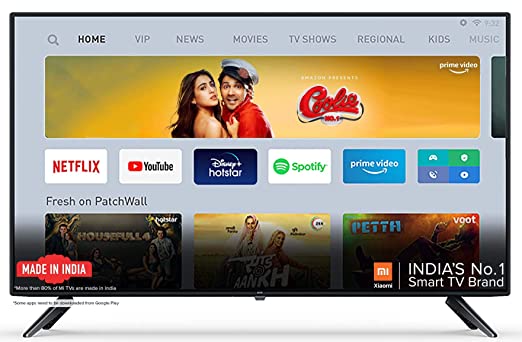 9:32
HOME VIP NEWS MOVIES TV SHOWS REGIONAL KIDS MUSIC
prime video
AMAZON PRESENTS
Coolie
NO.1
NETFLIX YouTube Disney+ hotstar Spotify prime video
Fresh on PatchWall
hotstar
ZEE5
voot
HOUSEFULL 4
PETTA
AANKH
MADE IN INDIA
*More than 80% of Mi TVs are made in India
mi
Xiaomi
INDIA'S No.1
Smart TV Brand
*Some apps need to be downloaded from Google Play